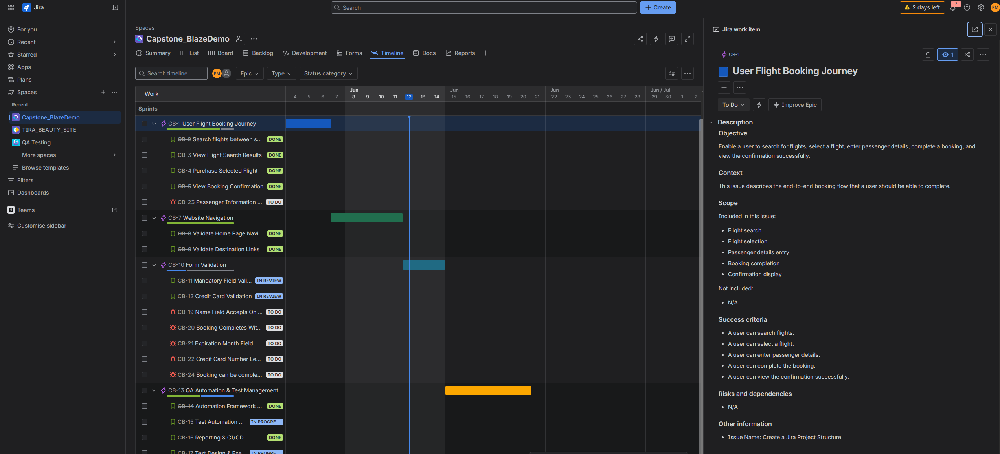 Jira
Search
Create
2 days left
7
PM
For you
Recent
Starred
Apps
Plans
Spaces
Recent
Capstone_BlazeDemo
TIRA_BEAUTY_SITE
QA Testing
More spaces
Browse templates
Filters
Dashboards
Teams
Customise sidebar
Spaces
Capstone_BlazeDemo
Summary
List
Board
Backlog
Development
Forms
Timeline
Docs
Reports
Search timeline
PM
Epic
Type
Status category
Work
Jun Jun Jun Jun / Jul
4 5 6 7 8 9 10 11 12 13 14 15 16 17 18 19 20 21 22 23 24 25 26 27 28 29 30 1 2
Sprints
CB-1 User Flight Booking Journey
CB-2 Search flights between s... DONE
CB-3 View Flight Search Results DONE
CB-4 Purchase Selected Flight DONE
CB-5 View Booking Confirmation DONE
CB-23 Passenger Information ... TO DO
CB-7 Website Navigation
CB-8 Validate Home Page Navi... DONE
CB-9 Validate Destination Links DONE
CB-10 Form Validation
CB-11 Mandatory Field Vali... IN REVIEW
CB-12 Credit Card Validation IN REVIEW
CB-19 Name Field Accepts Onl... TO DO
CB-20 Booking Completes Wit... TO DO
CB-21 Expiration Month Field ... TO DO
CB-22 Credit Card Number Le... TO DO
CB-24 Booking can be comple... TO DO
CB-13 QA Automation & Test Management
CB-14 Automation Framework ... DONE
CB-15 Test Automation ... IN PROGRE...
CB-16 Reporting & CI/CD DONE
CB-17 Test Design & Exe... IN PROGRE...
Jira work item
CB-1
1
User Flight Booking Journey
To Do
Improve Epic
Description
Objective
Enable a user to search for flights, select a flight, enter passenger details, complete a booking, and
view the confirmation successfully.
Context
This issue describes the end-to-end booking flow that a user should be able to complete.
Scope
Included in this issue:
• Flight search
• Flight selection
• Passenger details entry
• Booking completion
• Confirmation display
Not included:
• N/A
Success criteria
• A user can search flights.
• A user can select a flight.
• A user can enter passenger details.
• A user can complete the booking.
• A user can view the confirmation successfully.
Risks and dependencies
• N/A
Other information
• Issue Name: Create a Jira Project Structure